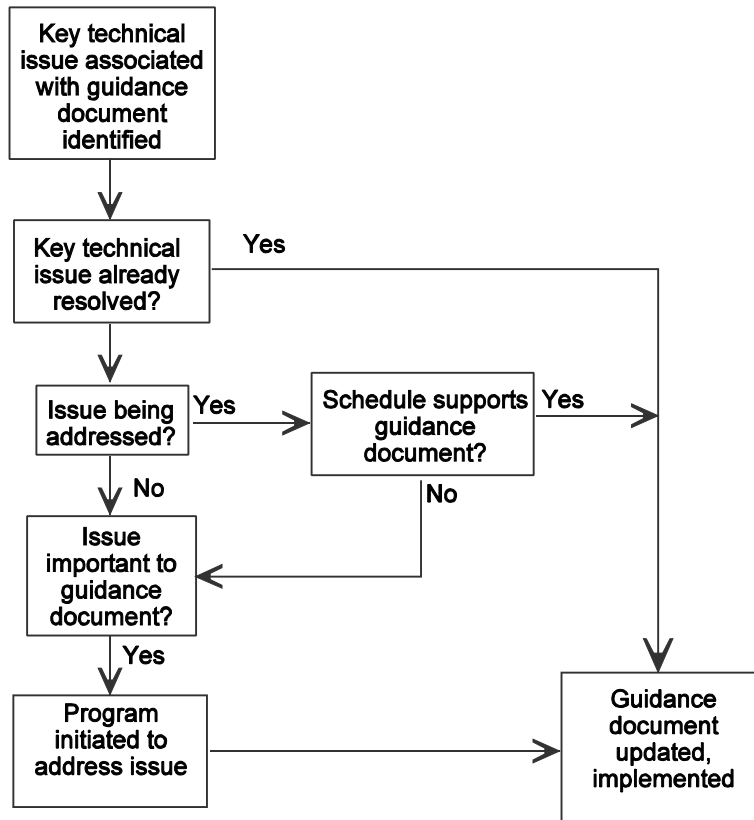 Key technical
issue associated
with guidance
document
identified
Key technical
issue already
resolved?
Yes
Issue being
addressed?
Yes
Schedule supports
guidance
document?
Yes
No
No
Issue
important to
guidance
document?
Yes
Program
initiated to
address issue
Guidance
document
updated,
implemented